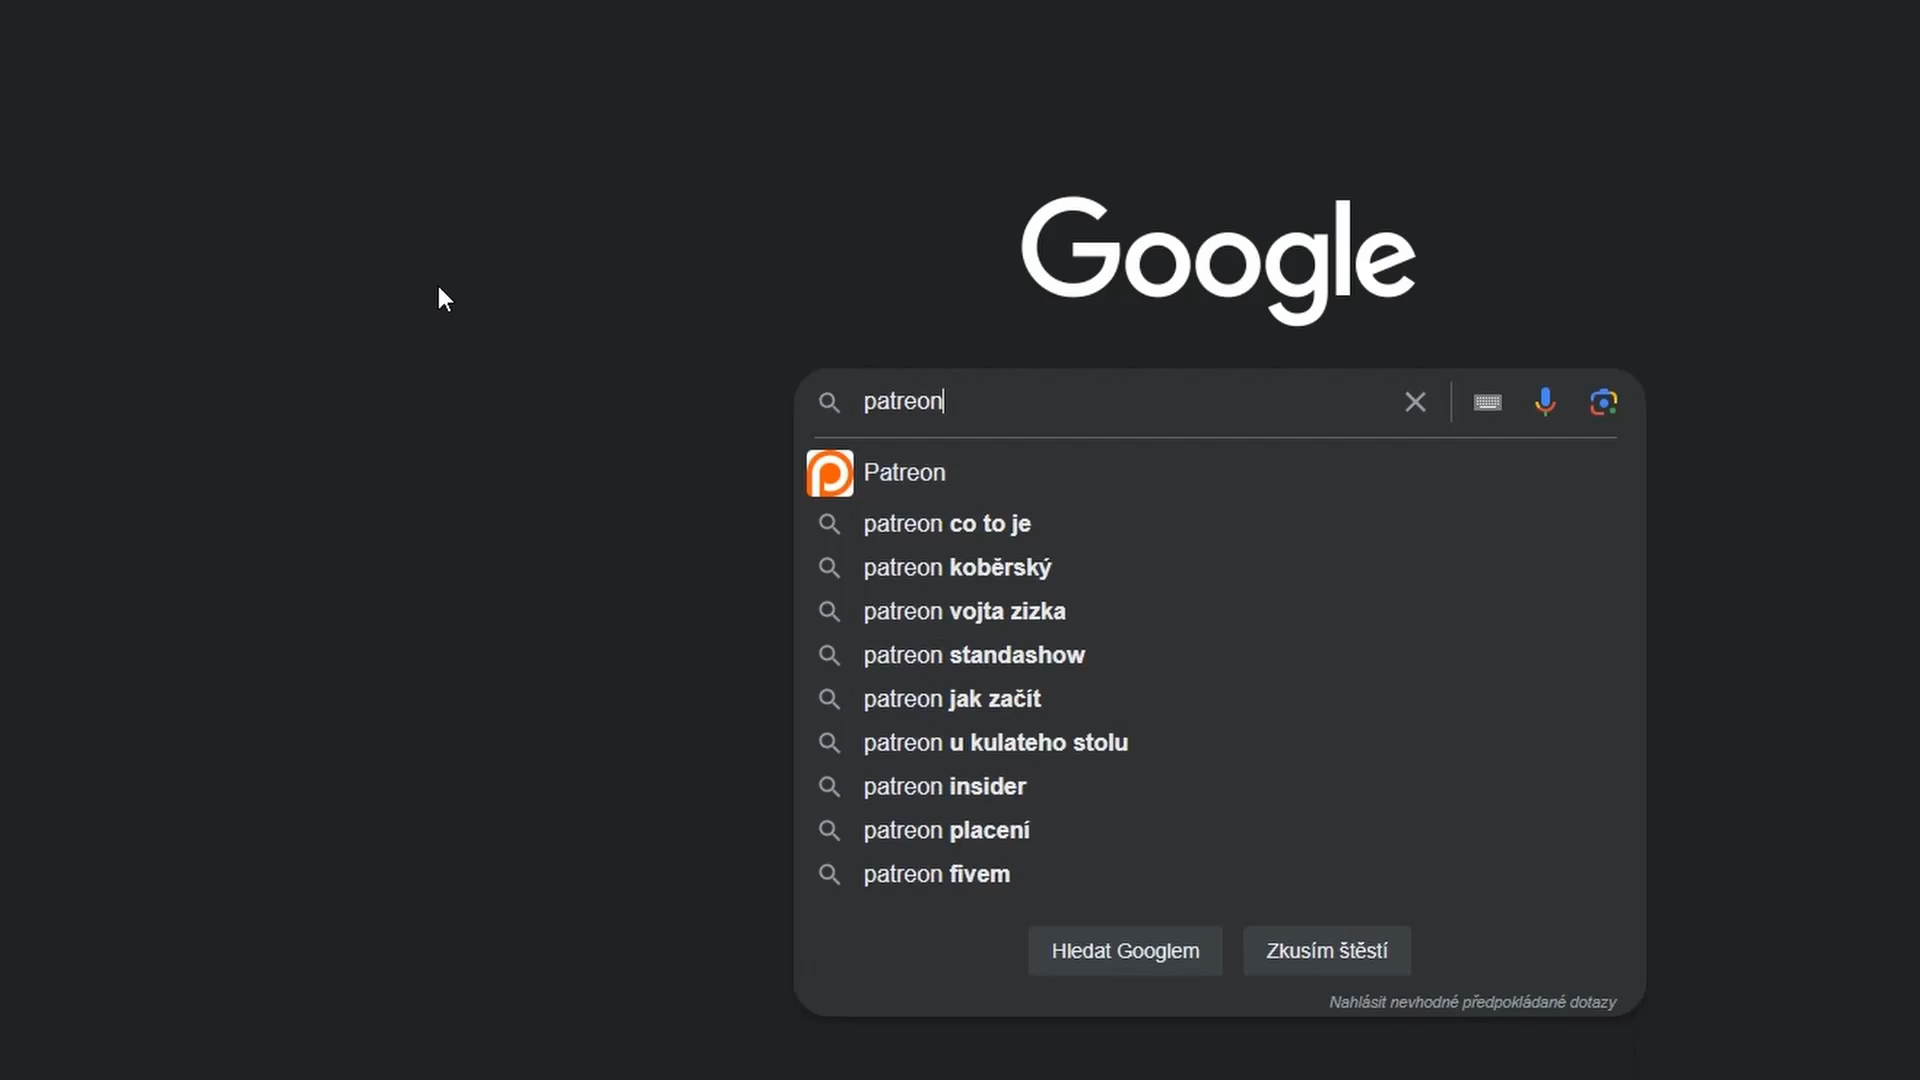 Google
patreon
Patreon
patreon co to je
patreon koběrský
patreon vojta zizka
patreon standashow
patreon jak začít
patreon u kulateho stolu
patreon insider
patreon placení
patreon fivem
Hledat Googlem
Zkusím štěstí
Nahlásit nevhodné předpokládané dotazy